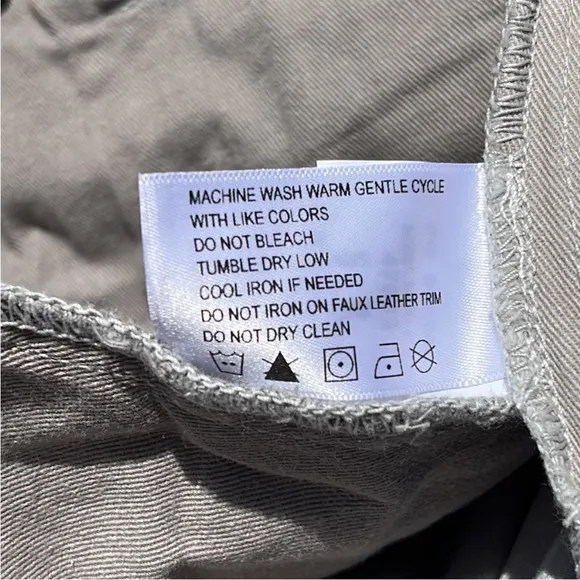 MACHINE WASH WARM GENTLE CYCLE
WITH LIKE COLORS
DO NOT BLEACH
TUMBLE DRY LOW
COOL IRON IF NEEDED
DO NOT IRON ON FAUX LEATHER TRIM
DO NOT DRY CLEAN